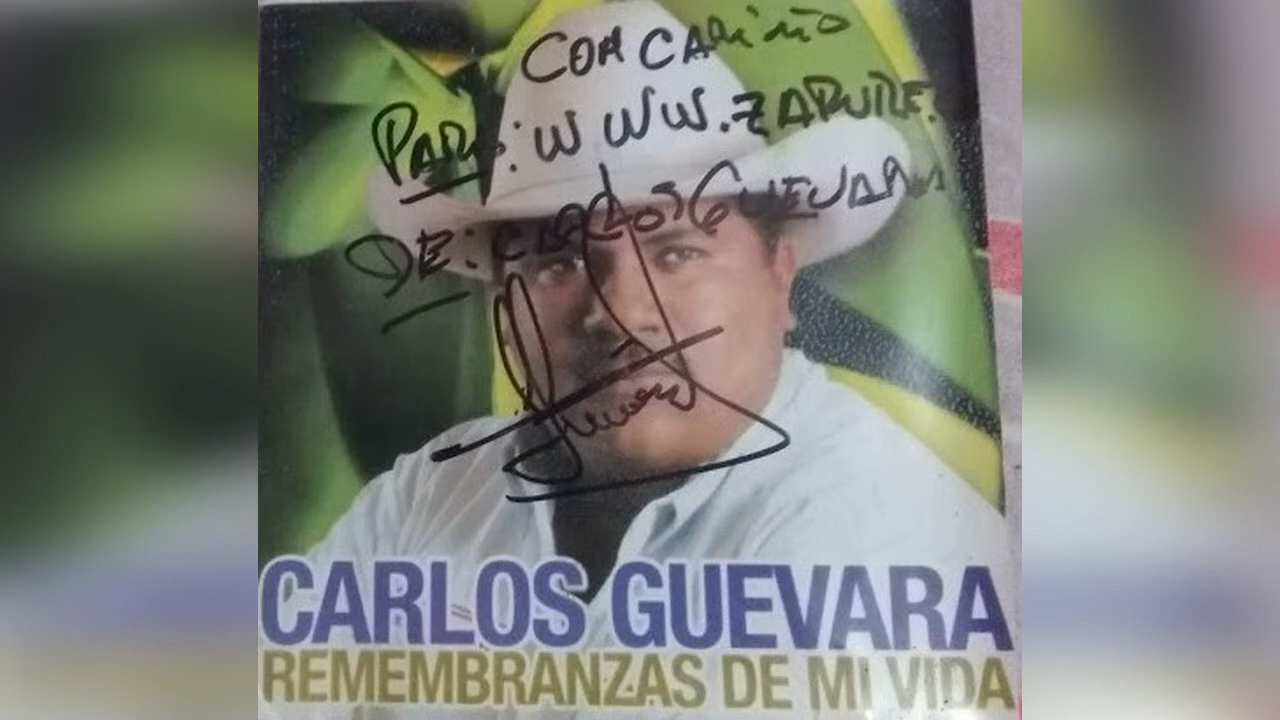 CON CARiñO
PARA: WWW.ZAPURE.
DE: CARLOS GUEVARA
CARLOS GUEVARA
REMEMBRANZAS DE MI VIDA